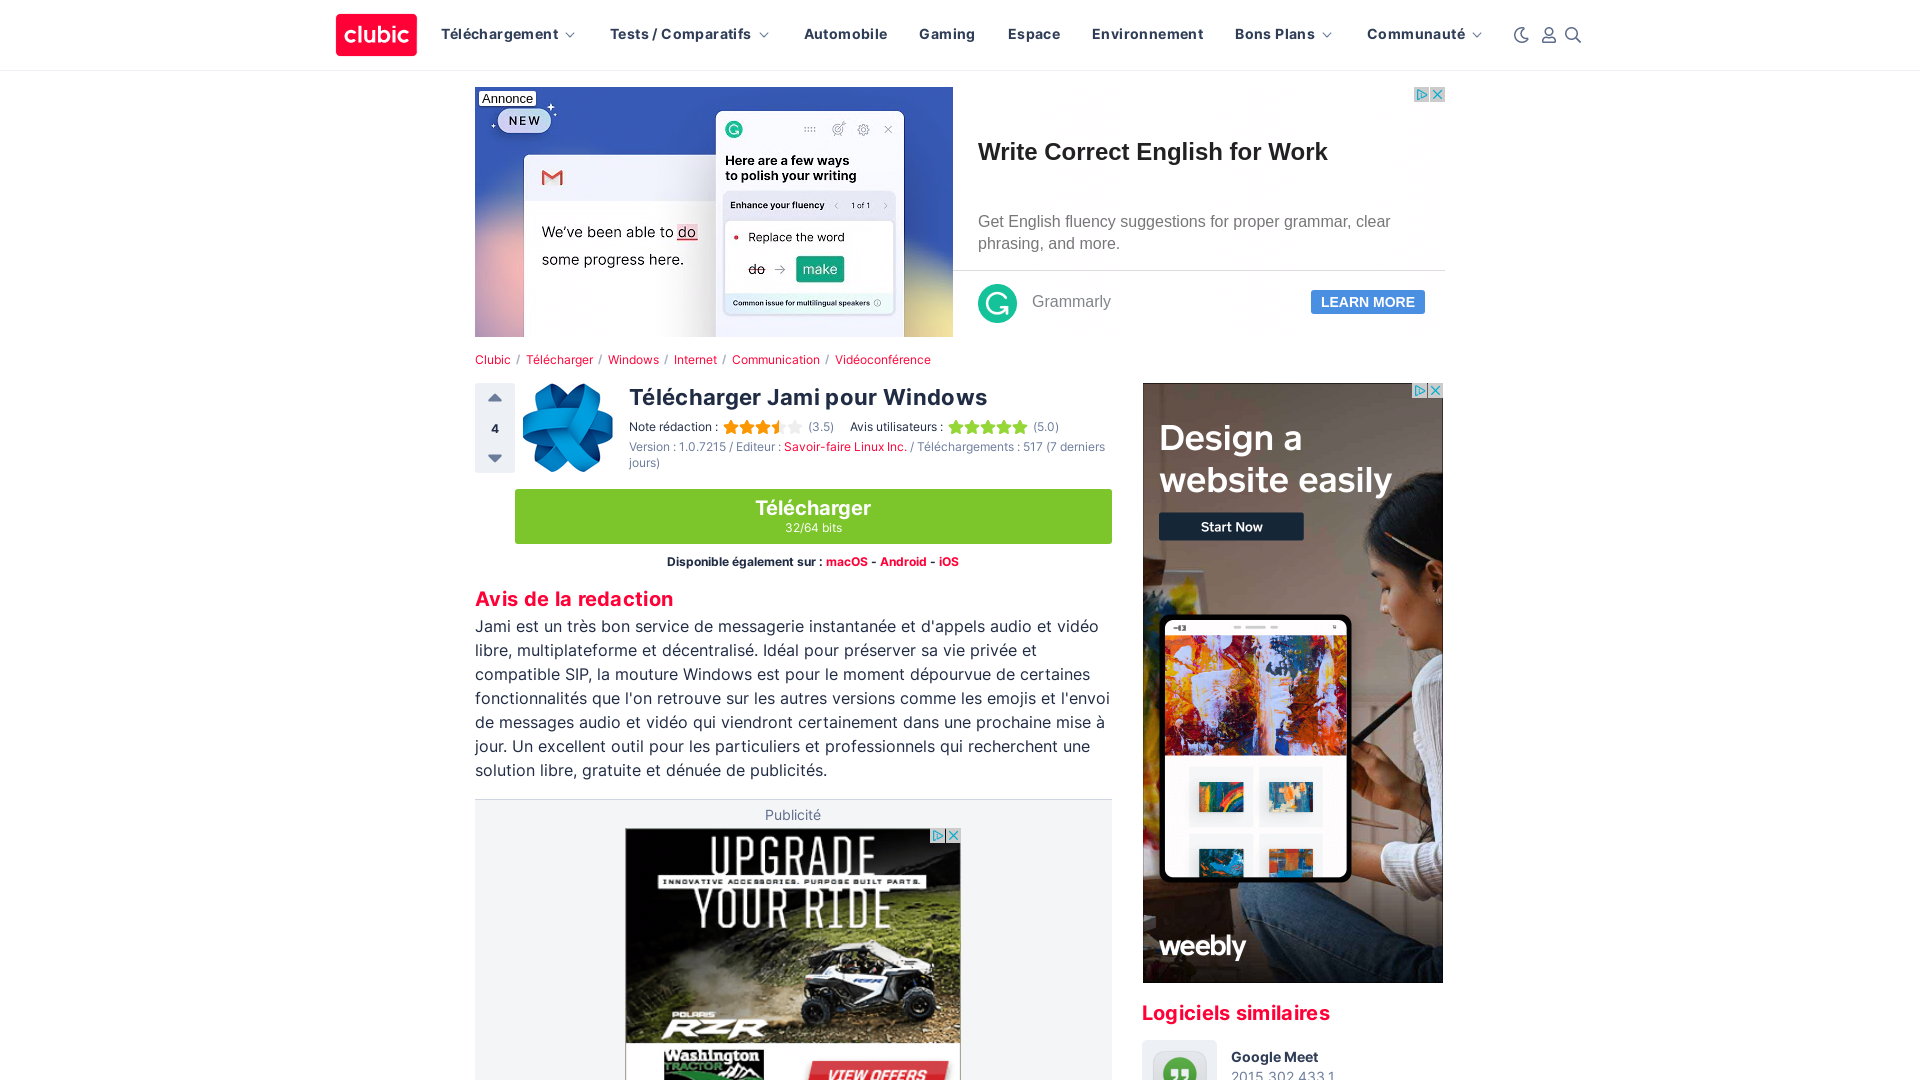 clubic
Téléchargement
Tests / Comparatifs
Automobile
Gaming
Espace
Environnement
Bons Plans
Communauté
Annonce
NEW
Here are a few ways
to polish your writing
Enhance your fluency
1 of 1
We've been able to do
some progress here.
Replace the word
do → make
Common issue for multilingual speakers
Write Correct English for Work
Get English fluency suggestions for proper grammar, clear
phrasing, and more.
Grammarly
LEARN MORE
Clubic / Télécharger / Windows / Internet / Communication / Vidéoconférence
4
Télécharger Jami pour Windows
Note rédaction : (3.5) Avis utilisateurs : (5.0)
Version : 1.0.7215 / Editeur : Savoir-faire Linux Inc. / Téléchargements : 517 (7 derniers
jours)
Télécharger
32/64 bits
Disponible également sur : macOS - Android - iOS
Avis de la redaction
Jami est un très bon service de messagerie instantanée et d'appels audio et vidéo
libre, multiplateforme et décentralisé. Idéal pour préserver sa vie privée et
compatible SIP, la mouture Windows est pour le moment dépourvue de certaines
fonctionnalités que l'on retrouve sur les autres versions comme les emojis et l'envoi
de messages audio et vidéo qui viendront certainement dans une prochaine mise à
jour. Un excellent outil pour les particuliers et professionnels qui recherchent une
solution libre, gratuite et dénuée de publicités.
Publicité
UPGRADE
INNOVATIVE ACCESSORIES. PURPOSE BUILT PARTS.
YOUR RIDE
POLARIS
RZR
Washington
TRACTOR
VIEW OFFERS
Design a
website easily
Start Now
weebly
Logiciels similaires
Google Meet
2015.302.433.1